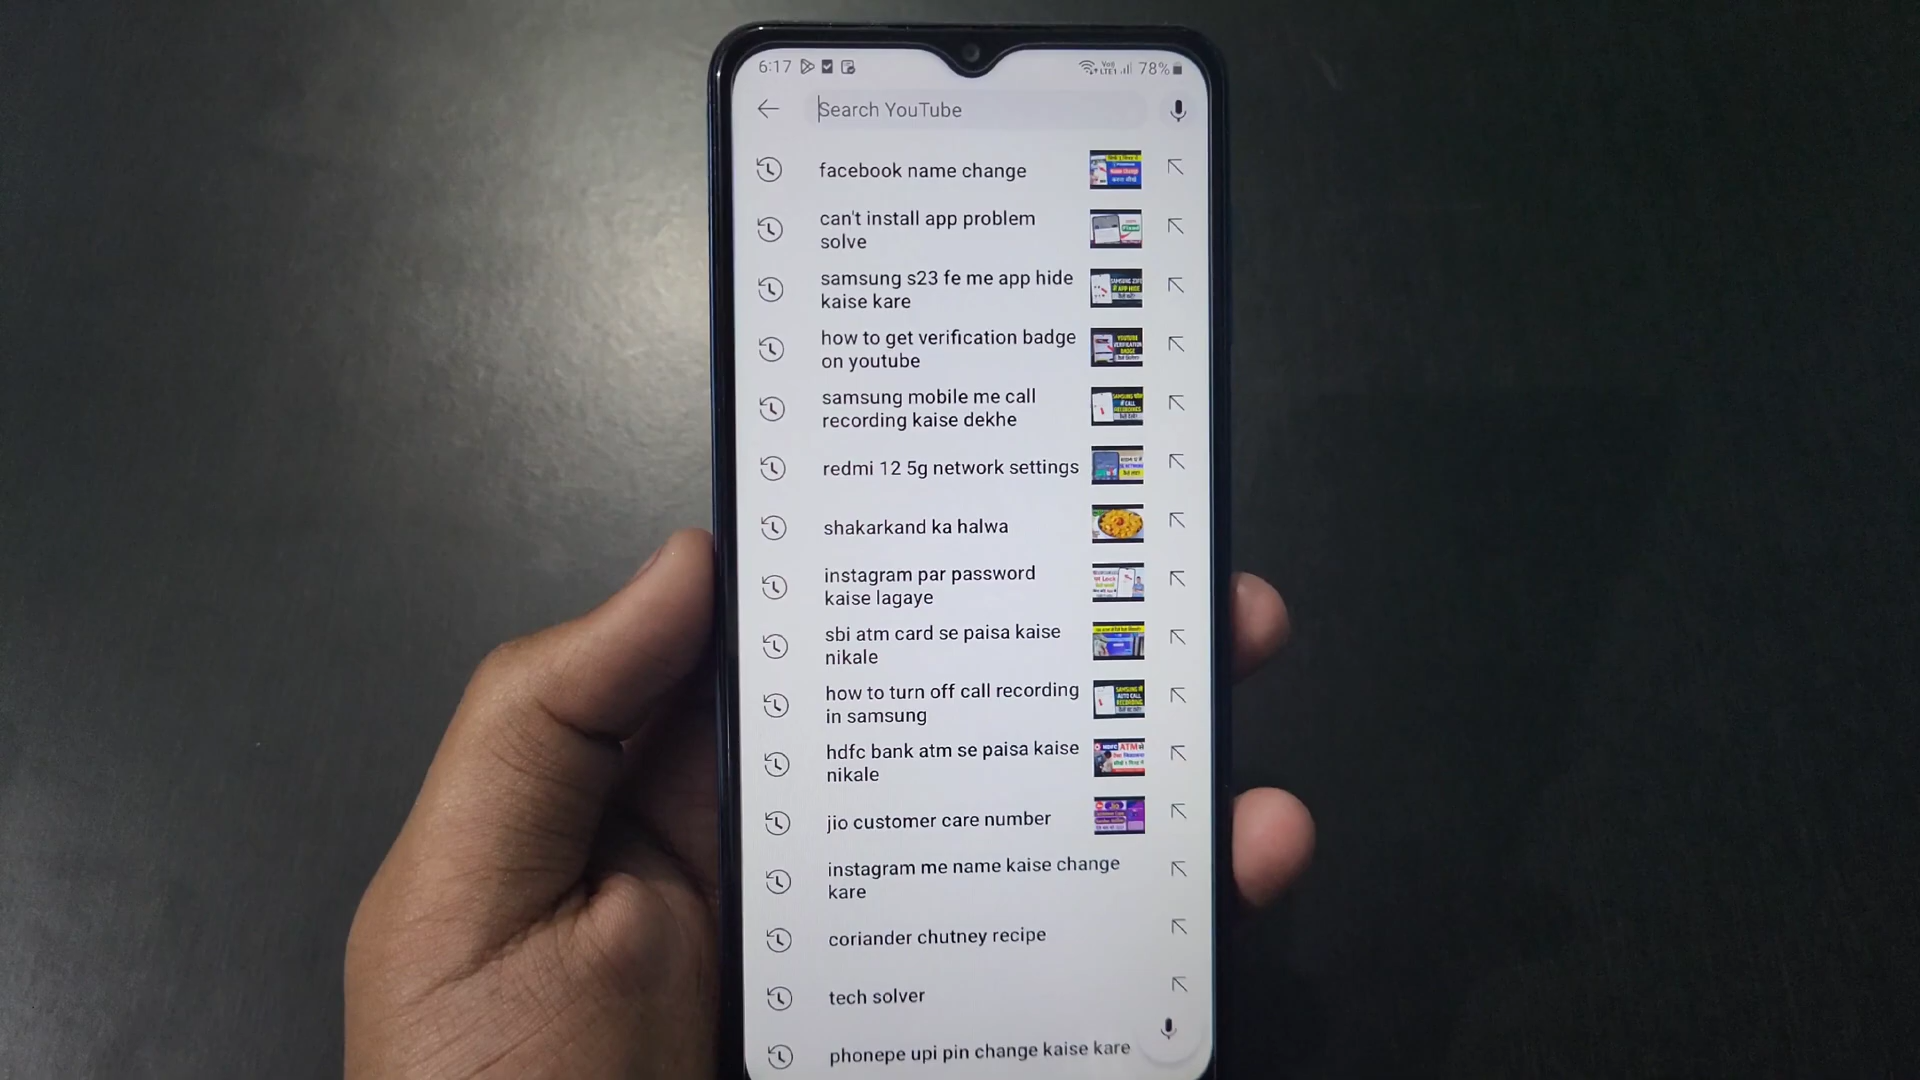 6:17 78%
Search YouTube
facebook name change
can't install app problem
solve
samsung s23 fe me app hide
kaise kare
how to get verification badge
on youtube
samsung mobile me call
recording kaise dekhe
redmi 12 5g network settings
shakarkand ka halwa
instagram par password
kaise lagaye
sbi atm card se paisa kaise
nikale
how to turn off call recording
in samsung
hdfc bank atm se paisa kaise
nikale
jio customer care number
instagram me name kaise change
kare
coriander chutney recipe
tech solver
phonepe upi pin change kaise kare